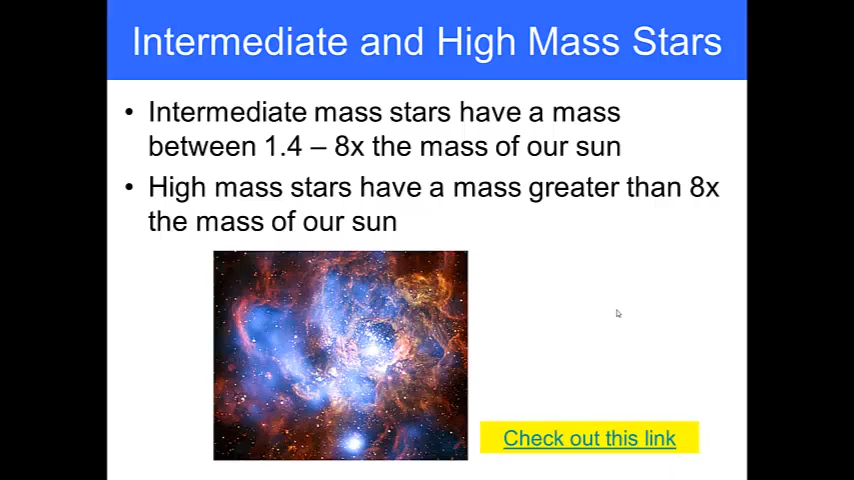 Intermediate and High Mass Stars
• Intermediate mass stars have a mass
between 1.4 – 8x the mass of our sun
• High mass stars have a mass greater than 8x
the mass of our sun
Check out this link